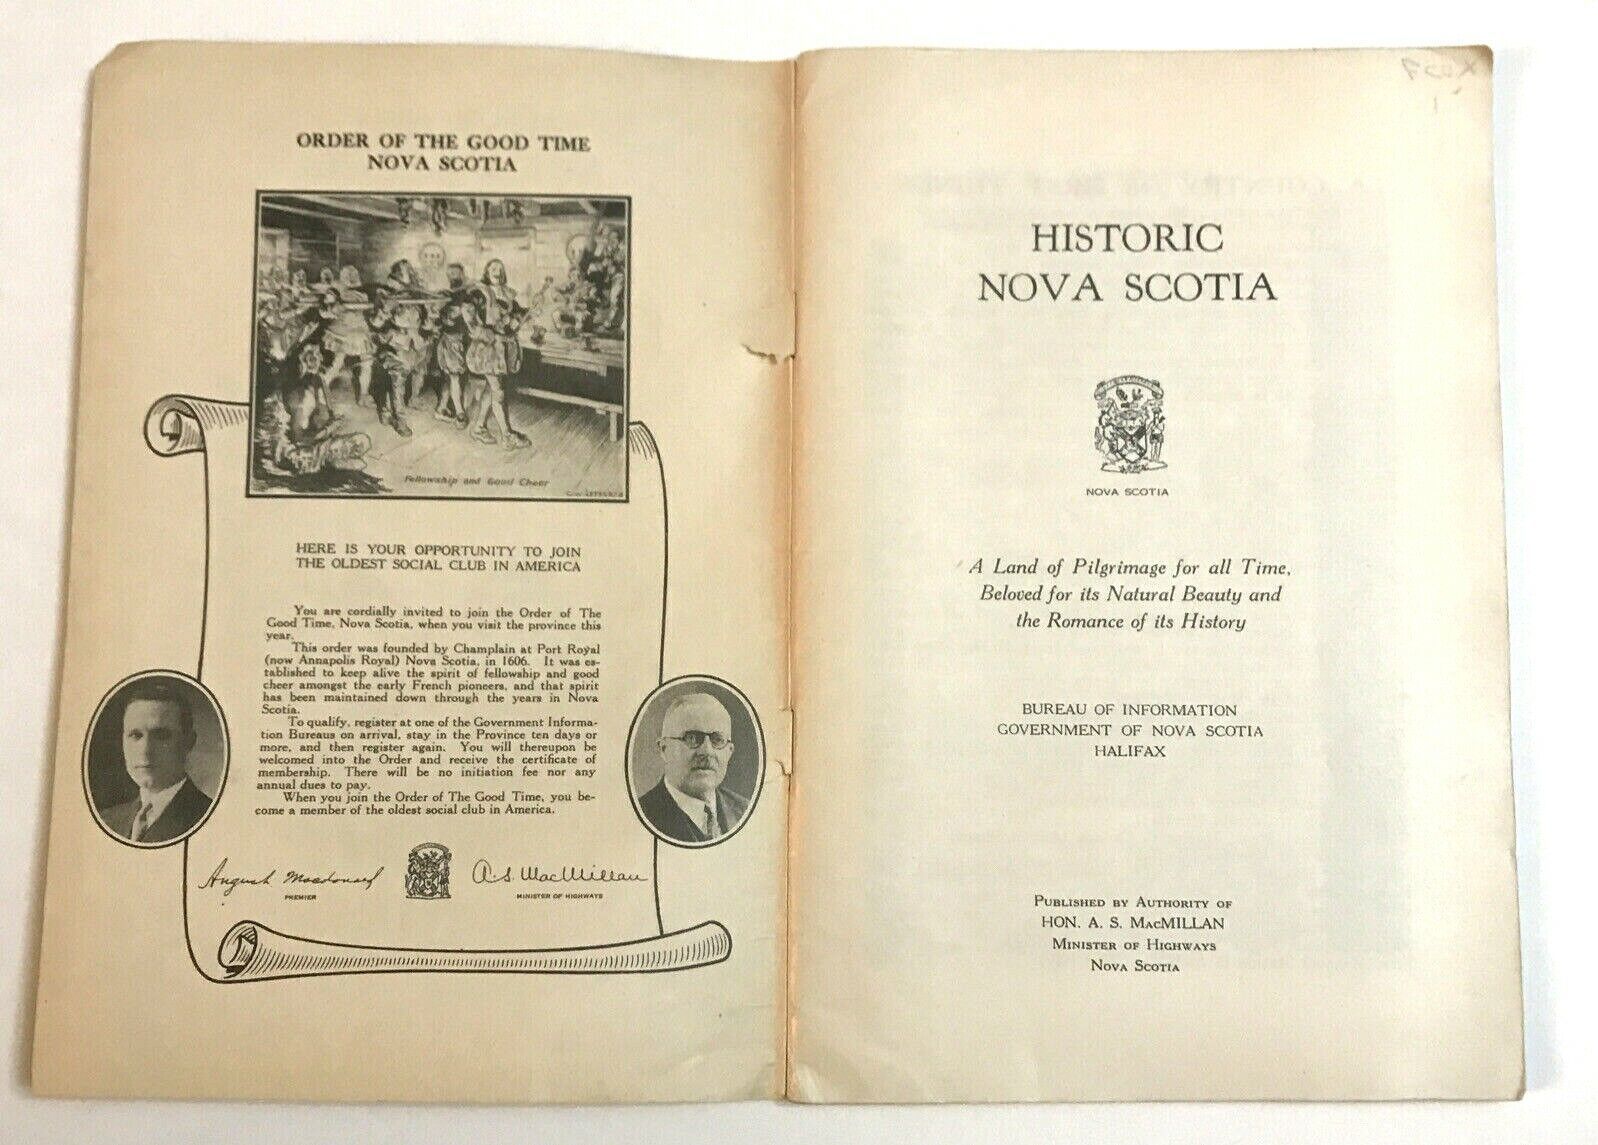 ORDER OF THE GOOD TIME
NOVA SCOTIA
Fellowship and Good Cheer
HERE IS YOUR OPPORTUNITY TO JOIN
THE OLDEST SOCIAL CLUB IN AMERICA
You are cordially invited to join the Order of The
Good Time, Nova Scotia, when you visit the province this
year.
This order was founded by Champlain at Port Royal
(now Annapolis Royal) Nova Scotia, in 1606. It was es-
tablished to keep alive the spirit of fellowship and good
cheer amongst the early French pioneers, and that spirit
has been maintained down through the years in Nova
Scotia.
To qualify, register at one of the Government Informa-
tion Bureaus on arrival, stay in the Province ten days or
more, and then register again. You will thereupon be
welcomed into the Order and receive the certificate of
membership. There will be no initiation fee nor any
annual dues to pay.
When you join the Order of The Good Time, you be-
come a member of the oldest social club in America.
Angus L Macdonald
PREMIER
A.S. MacMillan
MINISTER OF HIGHWAYS
HISTORIC
NOVA SCOTIA
NOVA SCOTIA
A Land of Pilgrimage for all Time,
Beloved for its Natural Beauty and
the Romance of its History
BUREAU OF INFORMATION
GOVERNMENT OF NOVA SCOTIA
HALIFAX
PUBLISHED BY AUTHORITY OF
HON. A. S. MACMILLAN
MINISTER OF HIGHWAYS
NOVA SCOTIA